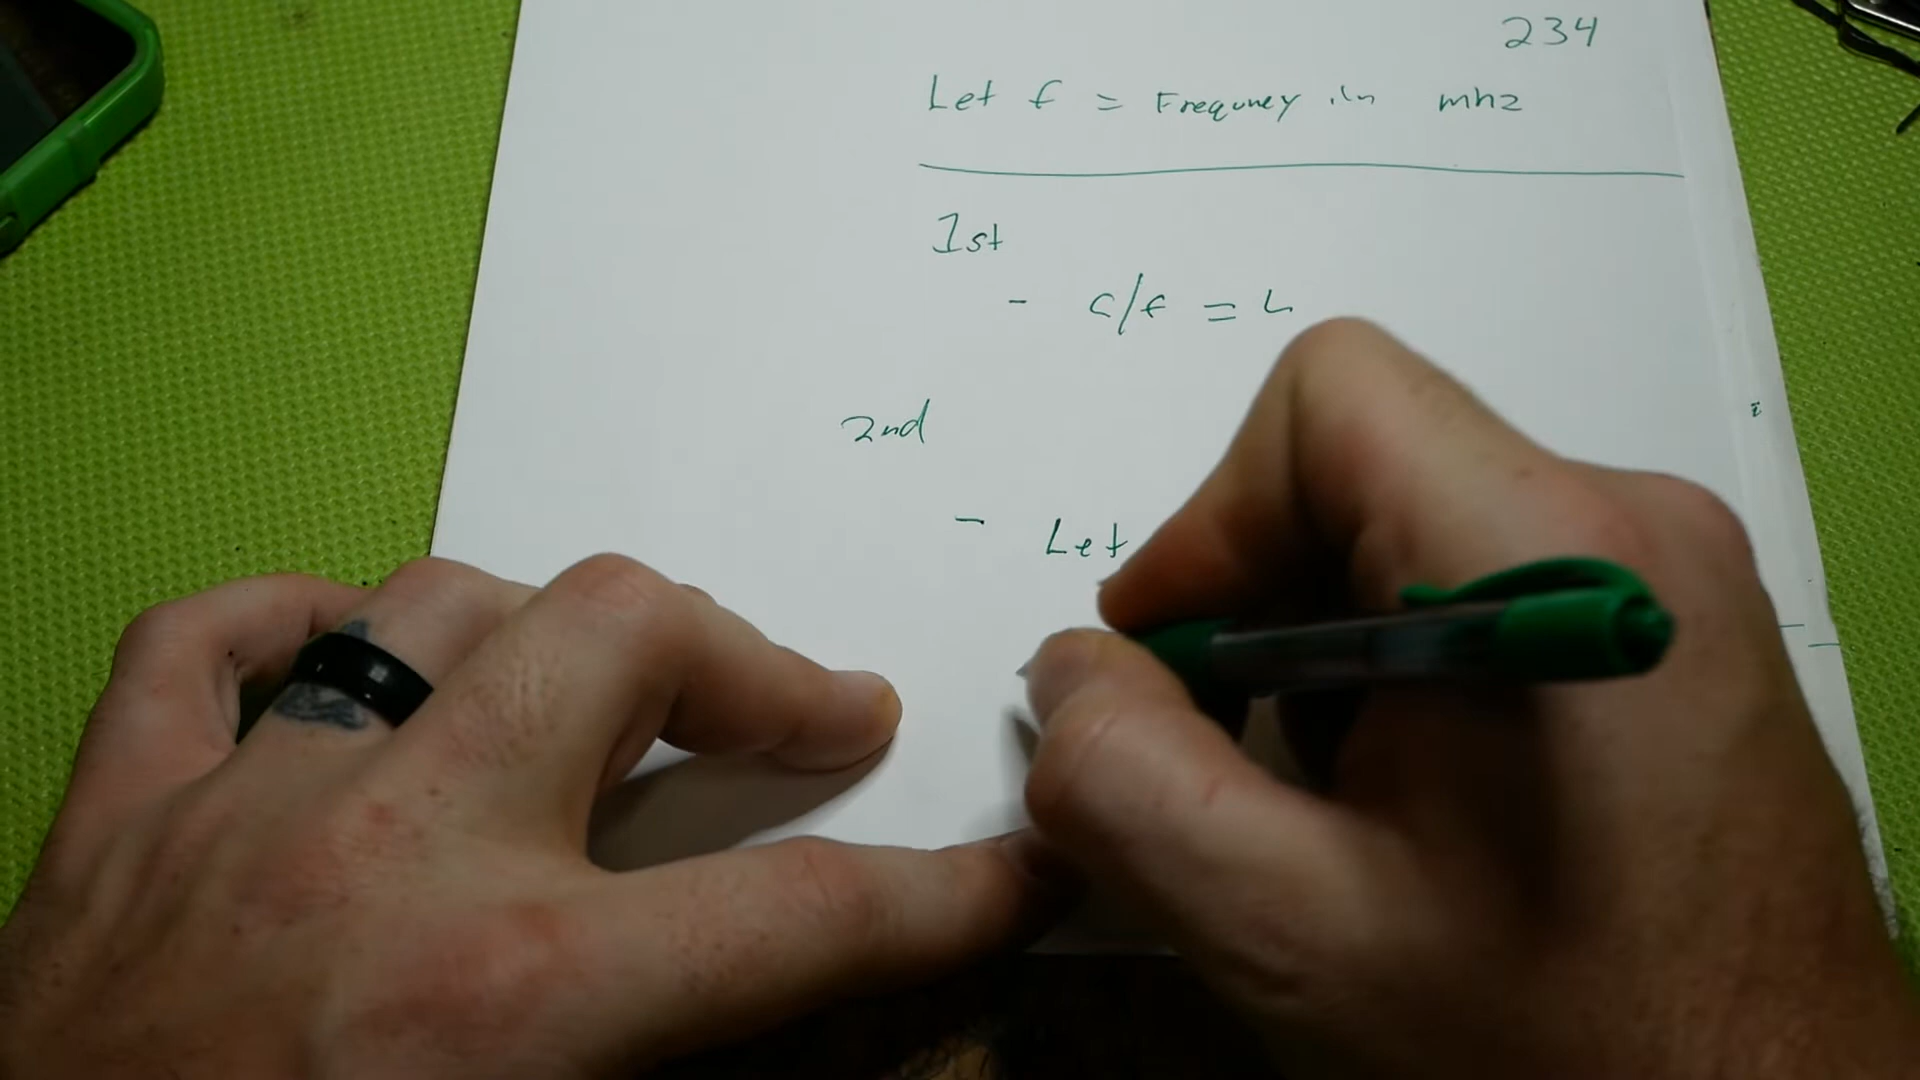 234
Let f = Frequney in mhz
1st
- c/f = L
2nd
- Let